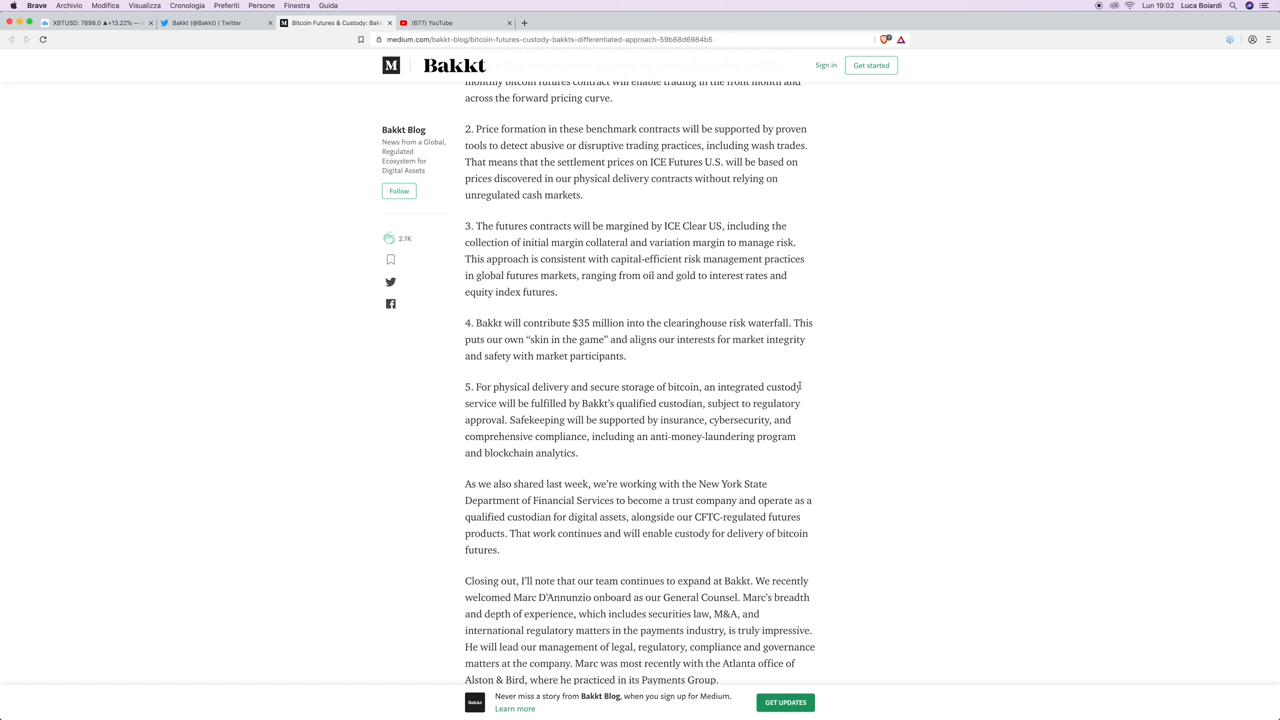 Brave Archivio Modifica Visualizza Cronologia Preferiti Persone Finestra Guida Lun 19:02 Luca Boiardi
XBTUSD: 7898.0 ▲+13.22% — Bakkt (@Bakkt) | Twitter Bitcoin Futures & Custody: Bak (677) YouTube
medium.com/bakkt-blog/bitcoin-futures-custody-bakkts-differentiated-approach-59b88d6984b5
M Bakkt Sign in Get started
monthly bitcoin futures contract will enable trading in the front month and
across the forward pricing curve.
Bakkt Blog
News from a Global,
Regulated
Ecosystem for
Digital Assets
Follow
2.1K
2. Price formation in these benchmark contracts will be supported by proven
tools to detect abusive or disruptive trading practices, including wash trades.
That means that the settlement prices on ICE Futures U.S. will be based on
prices discovered in our physical delivery contracts without relying on
unregulated cash markets.
3. The futures contracts will be margined by ICE Clear US, including the
collection of initial margin collateral and variation margin to manage risk.
This approach is consistent with capital-efficient risk management practices
in global futures markets, ranging from oil and gold to interest rates and
equity index futures.
4. Bakkt will contribute $35 million into the clearinghouse risk waterfall. This
puts our own “skin in the game” and aligns our interests for market integrity
and safety with market participants.
5. For physical delivery and secure storage of bitcoin, an integrated custody
service will be fulfilled by Bakkt’s qualified custodian, subject to regulatory
approval. Safekeeping will be supported by insurance, cybersecurity, and
comprehensive compliance, including an anti-money-laundering program
and blockchain analytics.
As we also shared last week, we’re working with the New York State
Department of Financial Services to become a trust company and operate as a
qualified custodian for digital assets, alongside our CFTC-regulated futures
products. That work continues and will enable custody for delivery of bitcoin
futures.
Closing out, I’ll note that our team continues to expand at Bakkt. We recently
welcomed Marc D’Annunzio onboard as our General Counsel. Marc’s breadth
and depth of experience, which includes securities law, M&A, and
international regulatory matters in the payments industry, is truly impressive.
He will lead our management of legal, regulatory, compliance and governance
matters at the company. Marc was most recently with the Atlanta office of
Alston & Bird, where he practiced in its Payments Group.
Bakkt
Never miss a story from Bakkt Blog, when you sign up for Medium.
Learn more
GET UPDATES